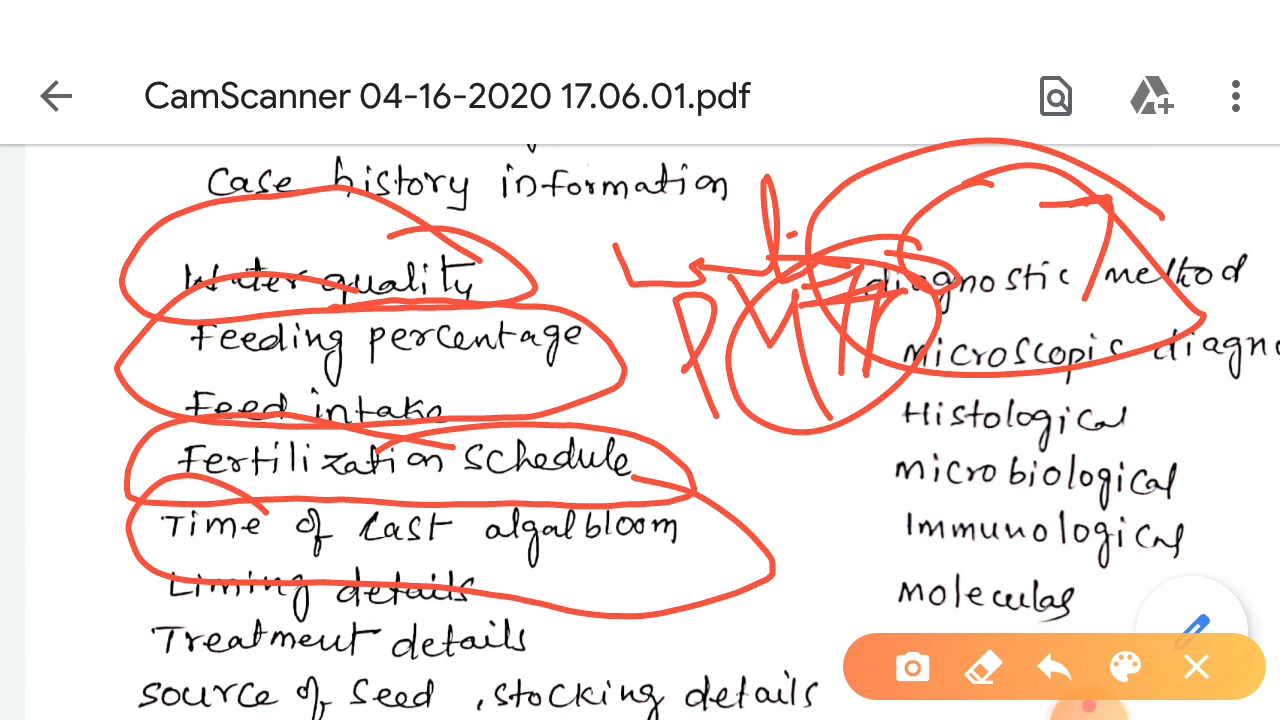 CamScanner 04-16-2020 17.06.01.pdf
Case history information
Water quality
Feeding percentage
Feed intake
Fertilization schedule
Time of last algalbloom
Liming details
Treatment details
source of seed , stocking details
diagnostic method
Microscopic diagno
Histological
microbiological
Immunological
molecular